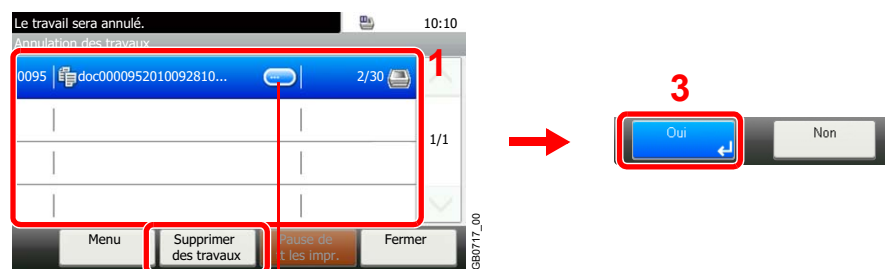 Le travail sera annulé.
10:10
Annulation des travaux
1
0095
doc0000952010092810...
...
2/30
1/1
Menu
Supprimer
des travaux
Pause de
t les impr.
Fermer
GB0717_00
3
Oui
Non